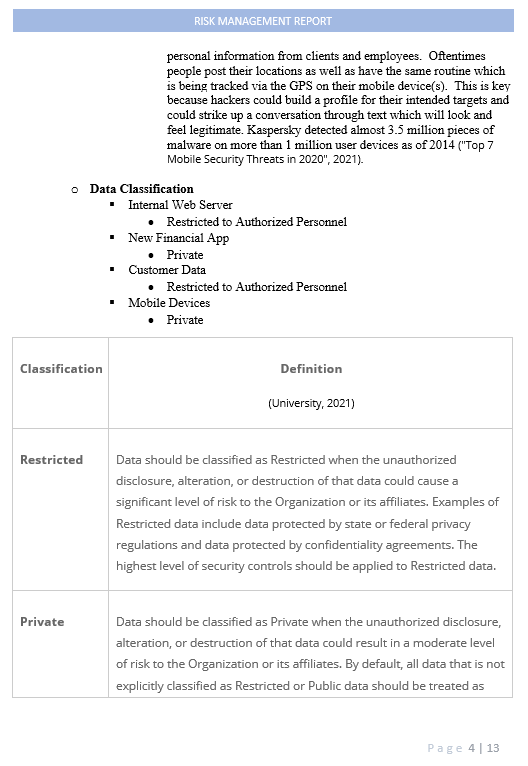 RISK MANAGEMENT REPORT
personal information from clients and employees.  Oftentimes
people post their locations as well as have the same routine which
is being tracked via the GPS on their mobile device(s).  This is key
because hackers could build a profile for their intended targets and
could strike up a conversation through text which will look and
feel legitimate. Kaspersky detected almost 3.5 million pieces of
malware on more than 1 million user devices as of 2014 ("Top 7
Mobile Security Threats in 2020", 2021).
o Data Classification
▪ Internal Web Server
• Restricted to Authorized Personnel
▪ New Financial App
• Private
▪ Customer Data
• Restricted to Authorized Personnel
▪ Mobile Devices
• Private
Classification Definition
(University, 2021)
Restricted Data should be classified as Restricted when the unauthorized
disclosure, alteration, or destruction of that data could cause a
significant level of risk to the Organization or its affiliates. Examples of
Restricted data include data protected by state or federal privacy
regulations and data protected by confidentiality agreements. The
highest level of security controls should be applied to Restricted data.
Private Data should be classified as Private when the unauthorized disclosure,
alteration, or destruction of that data could result in a moderate level
of risk to the Organization or its affiliates. By default, all data that is not
explicitly classified as Restricted or Public data should be treated as
Page 4 | 13